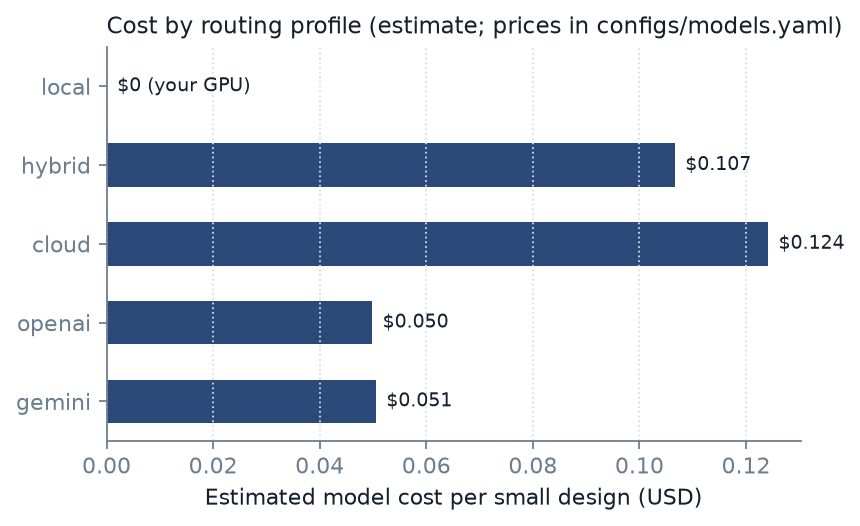 Cost by routing profile (estimate; prices in configs/models.yaml)
local
$0 (your GPU)
hybrid
$0.107
cloud
$0.124
openai
$0.050
gemini
$0.051
0.00 0.02 0.04 0.06 0.08 0.10 0.12
Estimated model cost per small design (USD)